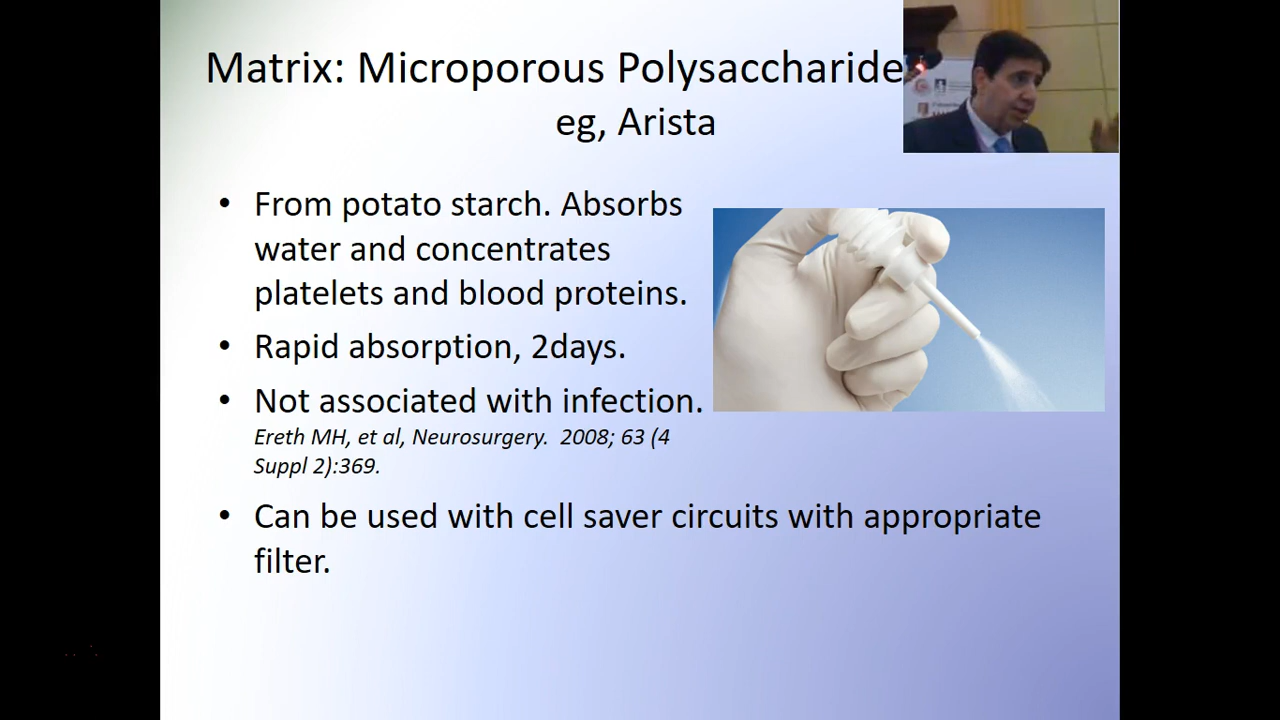 Matrix: Microporous Polysaccharide
eg, Arista
• From potato starch. Absorbs
water and concentrates
platelets and blood proteins.
• Rapid absorption, 2days.
• Not associated with infection.
Ereth MH, et al, Neurosurgery.  2008; 63 (4
Suppl 2):369.
• Can be used with cell saver circuits with appropriate
filter.